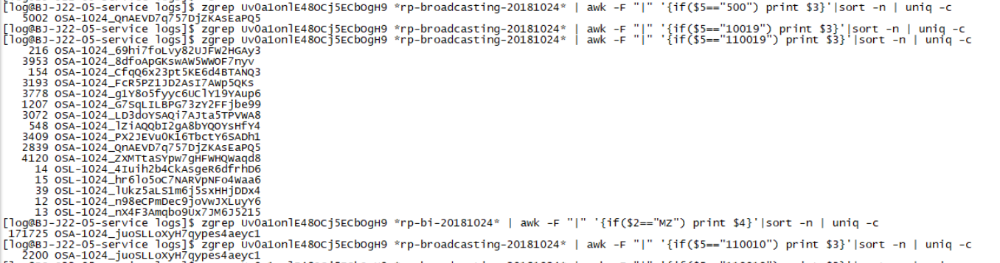 [log@BJ-J22-05-service logs]$ zgrep Uv0a1onlE48OCj5ECbOgH9 *rp-broadcasting-20181024* | awk -F "|" '{if($5=="500") print $3}'|sort -n | uniq -c
5002 OSA-1024_QnAEVD7q757DjZKAsEaPQ5
[log@BJ-J22-05-service logs]$ zgrep Uv0a1onlE48OCj5ECbOgH9 *rp-broadcasting-20181024* | awk -F "|" '{if($5=="10019") print $3}'|sort -n | uniq -c
[log@BJ-J22-05-service logs]$ zgrep Uv0a1onlE48OCj5ECbOgH9 *rp-broadcasting-20181024* | awk -F "|" '{if($5=="110019") print $3}'|sort -n | uniq -c
216 OSA-1024_69hi7foLvy82UJFW2HGAy3
3953 OSA-1024_8dfoApGKswAW5WWOF7nyv
154 OSA-1024_CfqQ6x23pt5KE6d4BTANQ3
3193 OSA-1024_FcR5PZ1JD2AsI7AWp5QKs
3778 OSA-1024_g1Y8o5fyyc6UClY19YAup6
1207 OSA-1024_G7SqLILBPG73zY2FFjbe99
3072 OSA-1024_LD3doYSAQi7AJta5TPVWA8
548 OSA-1024_lZiAQQbI2gA8bYQOYsHfY4
3409 OSA-1024_PX2JEVu0K16TbctY6SADh1
2839 OSA-1024_QnAEVD7q757DjZKAsEaPQ5
4120 OSA-1024_ZXMTtaSYpw7gHFWHQWaqd8
14 OSL-1024_4Iuih2b4CkAsgeR6dfrhD6
15 OSL-1024_hr6lo5oC7NARVpNFo4Waa6
39 OSL-1024_lUkz5aLS1m6j5sxHHjDDx4
12 OSL-1024_n98eCPmDec9joVwJXLuyY6
13 OSL-1024_nX4F3Amqbo9Ux7JM6J5215
[log@BJ-J22-05-service logs]$ zgrep Uv0a1onlE48OCj5ECbOgH9 *rp-bi-20181024* | awk -F "|" '{if($2=="MZ") print $4}'|sort -n | uniq -c
171725 OSA-1024_juoSLLoXyH7qypes4aeyc1
[log@BJ-J22-05-service logs]$ zgrep Uv0a1onlE48OCj5ECbOgH9 *rp-broadcasting-20181024* | awk -F "|" '{if($5=="110010") print $3}'|sort -n | uniq -c
2200 OSA-1024_juoSLLoXyH7qypes4aeyc1